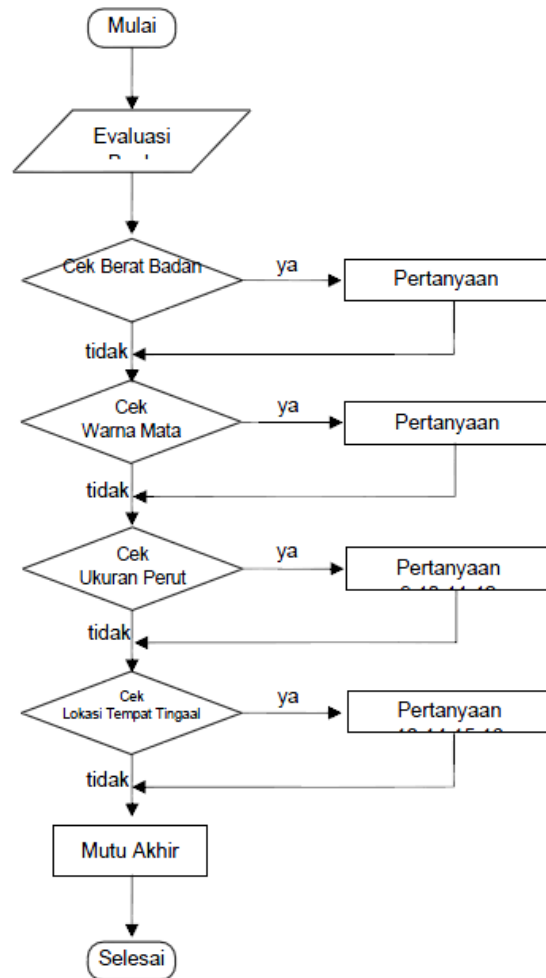 Mulai
Evaluasi
Cek Berat Badan
ya
Pertanyaan
tidak
Cek
Warna Mata
ya
Pertanyaan
tidak
Cek
Ukuran Perut
ya
Pertanyaan
tidak
Cek
Lokasi Tempat Tingaal
ya
Pertanyaan
tidak
Mutu Akhir
Selesai